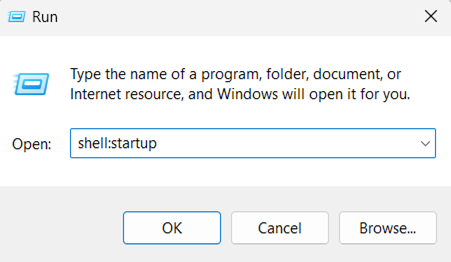 Run
Type the name of a program, folder, document, or
Internet resource, and Windows will open it for you.
Open: shell:startup
OK Cancel Browse...